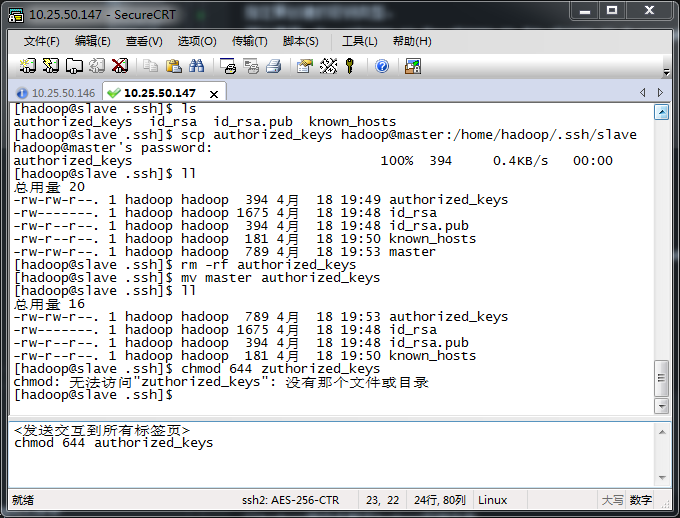 10.25.50.147 - SecureCRT
文件(F) 编辑(E) 查看(V) 选项(O) 传输(T) 脚本(S) 工具(L) 帮助(H)
10.25.50.146 10.25.50.147
[hadoop@slave .ssh]$ ls
authorized_keys  id_rsa  id_rsa.pub  known_hosts
[hadoop@slave .ssh]$ scp authorized_keys hadoop@master:/home/hadoop/.ssh/slave
hadoop@master's password:
authorized_keys                               100%  394     0.4KB/s   00:00
[hadoop@slave .ssh]$ ll
总用量 20
-rw-rw-r--. 1 hadoop hadoop  394 4月  18 19:49 authorized_keys
-rw-------. 1 hadoop hadoop 1675 4月  18 19:48 id_rsa
-rw-r--r--. 1 hadoop hadoop  394 4月  18 19:48 id_rsa.pub
-rw-r--r--. 1 hadoop hadoop  181 4月  18 19:50 known_hosts
-rw-rw-r--. 1 hadoop hadoop  789 4月  18 19:53 master
[hadoop@slave .ssh]$ rm -rf authorized_keys
[hadoop@slave .ssh]$ mv master authorized_keys
[hadoop@slave .ssh]$ ll
总用量 16
-rw-rw-r--. 1 hadoop hadoop  789 4月  18 19:53 authorized_keys
-rw-------. 1 hadoop hadoop 1675 4月  18 19:48 id_rsa
-rw-r--r--. 1 hadoop hadoop  394 4月  18 19:48 id_rsa.pub
-rw-r--r--. 1 hadoop hadoop  181 4月  18 19:50 known_hosts
[hadoop@slave .ssh]$ chmod 644 zuthorized_keys
chmod: 无法访问"zuthorized_keys": 没有那个文件或目录
[hadoop@slave .ssh]$
<发送交互到所有标签页>
chmod 644 authorized_keys
就绪 ssh2: AES-256-CTR 23, 22 24行, 80列 Linux 大写 数字